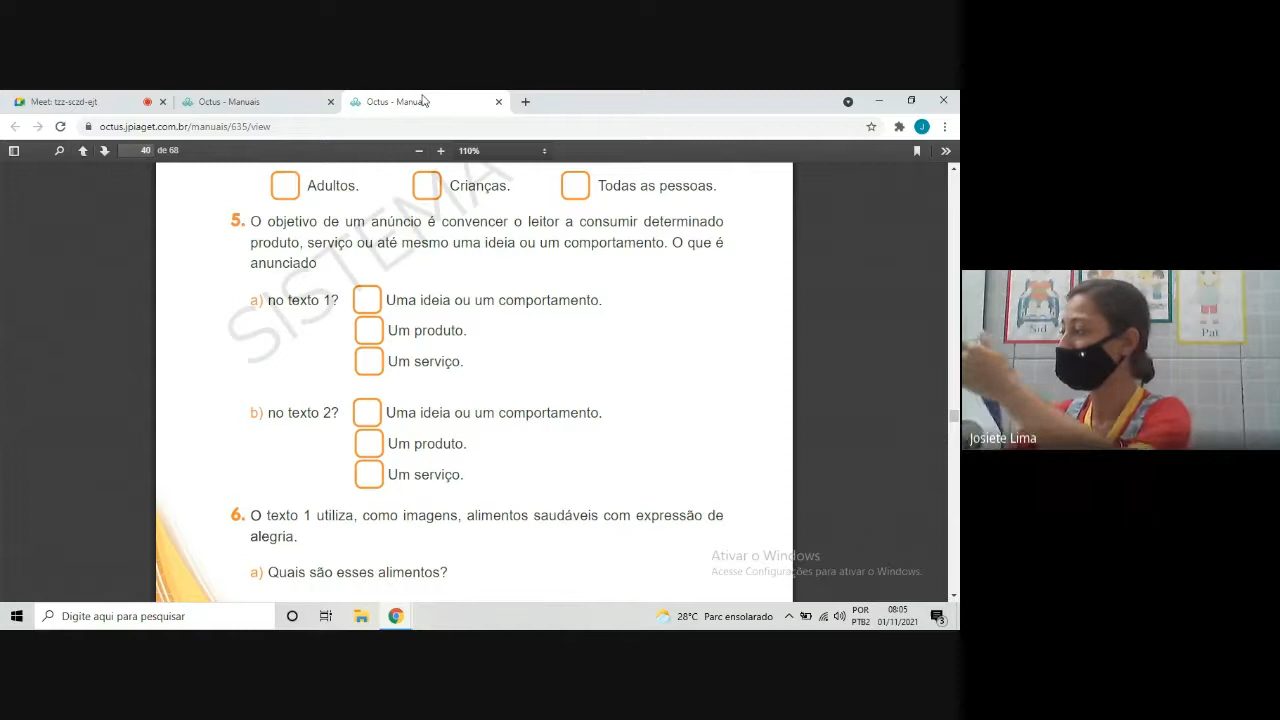 Meet: tzz-sczd-ejt
Octus - Manuais
Octus - Manuais
octus.jpiaget.com.br/manuais/635/view
J
40 de 68
110%
Adultos. Crianças. Todas as pessoas.
5. O objetivo de um anúncio é convencer o leitor a consumir determinado
produto, serviço ou até mesmo uma ideia ou um comportamento. O que é
anunciado
a) no texto 1? Uma ideia ou um comportamento.
Um produto.
Um serviço.
b) no texto 2? Uma ideia ou um comportamento.
Um produto.
Um serviço.
6. O texto 1 utiliza, como imagens, alimentos saudáveis com expressão de
alegria.
a) Quais são esses alimentos?
SISTEMA
Ativar o Windows
Acesse Configurações para ativar o Windows.
Digite aqui para pesquisar
28°C Parc ensolarado
POR
PTB2
08:05
01/11/2021
3
Sid
Pat
Josiete Lima